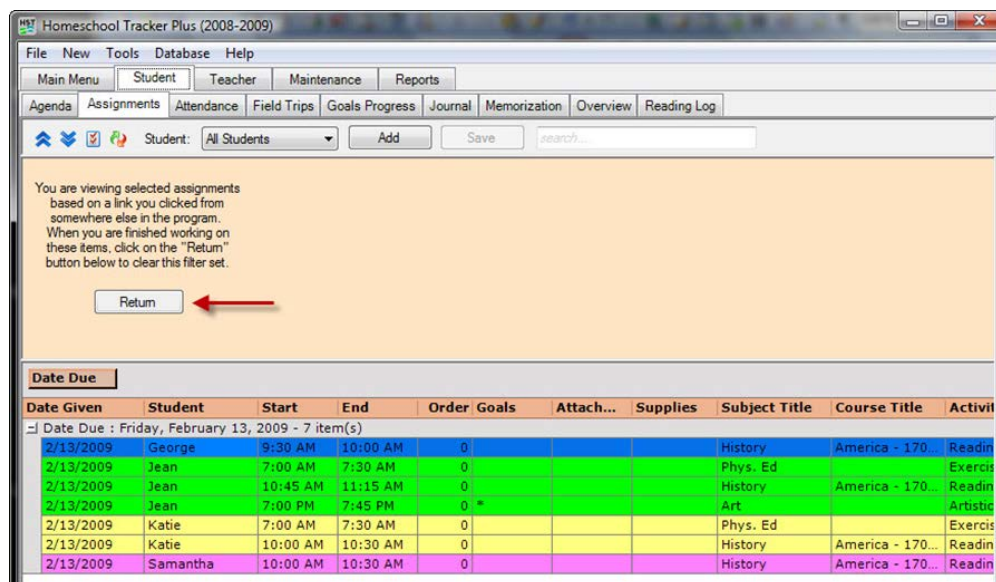 HST Homeschool Tracker Plus (2008-2009)
File New Tools Database Help
Main Menu Student Teacher Maintenance Reports
Agenda Assignments Attendance Field Trips Goals Progress Journal Memorization Overview Reading Log
Student: All Students Add Save search...
You are viewing selected assignments
based on a link you clicked from
somewhere else in the program.
When you are finished working on
these items, click on the "Return"
button below to clear this filter set.
Return
Date Due
Date Given Student Start End Order Goals Attach... Supplies Subject Title Course Title Activit
Date Due : Friday, February 13, 2009 - 7 item(s)
2/13/2009 George 9:30 AM 10:00 AM 0 History America - 170... Readin
2/13/2009 Jean 7:00 AM 7:30 AM 0 Phys. Ed Exercis
2/13/2009 Jean 10:45 AM 11:15 AM 0 History America - 170... Readin
2/13/2009 Jean 7:00 PM 7:45 PM 0 * Art Artistic
2/13/2009 Katie 7:00 AM 7:30 AM 0 Phys. Ed Exercis
2/13/2009 Katie 10:00 AM 10:30 AM 0 History America - 170... Readin
2/13/2009 Samantha 10:00 AM 10:30 AM 0 History America - 170... Readin